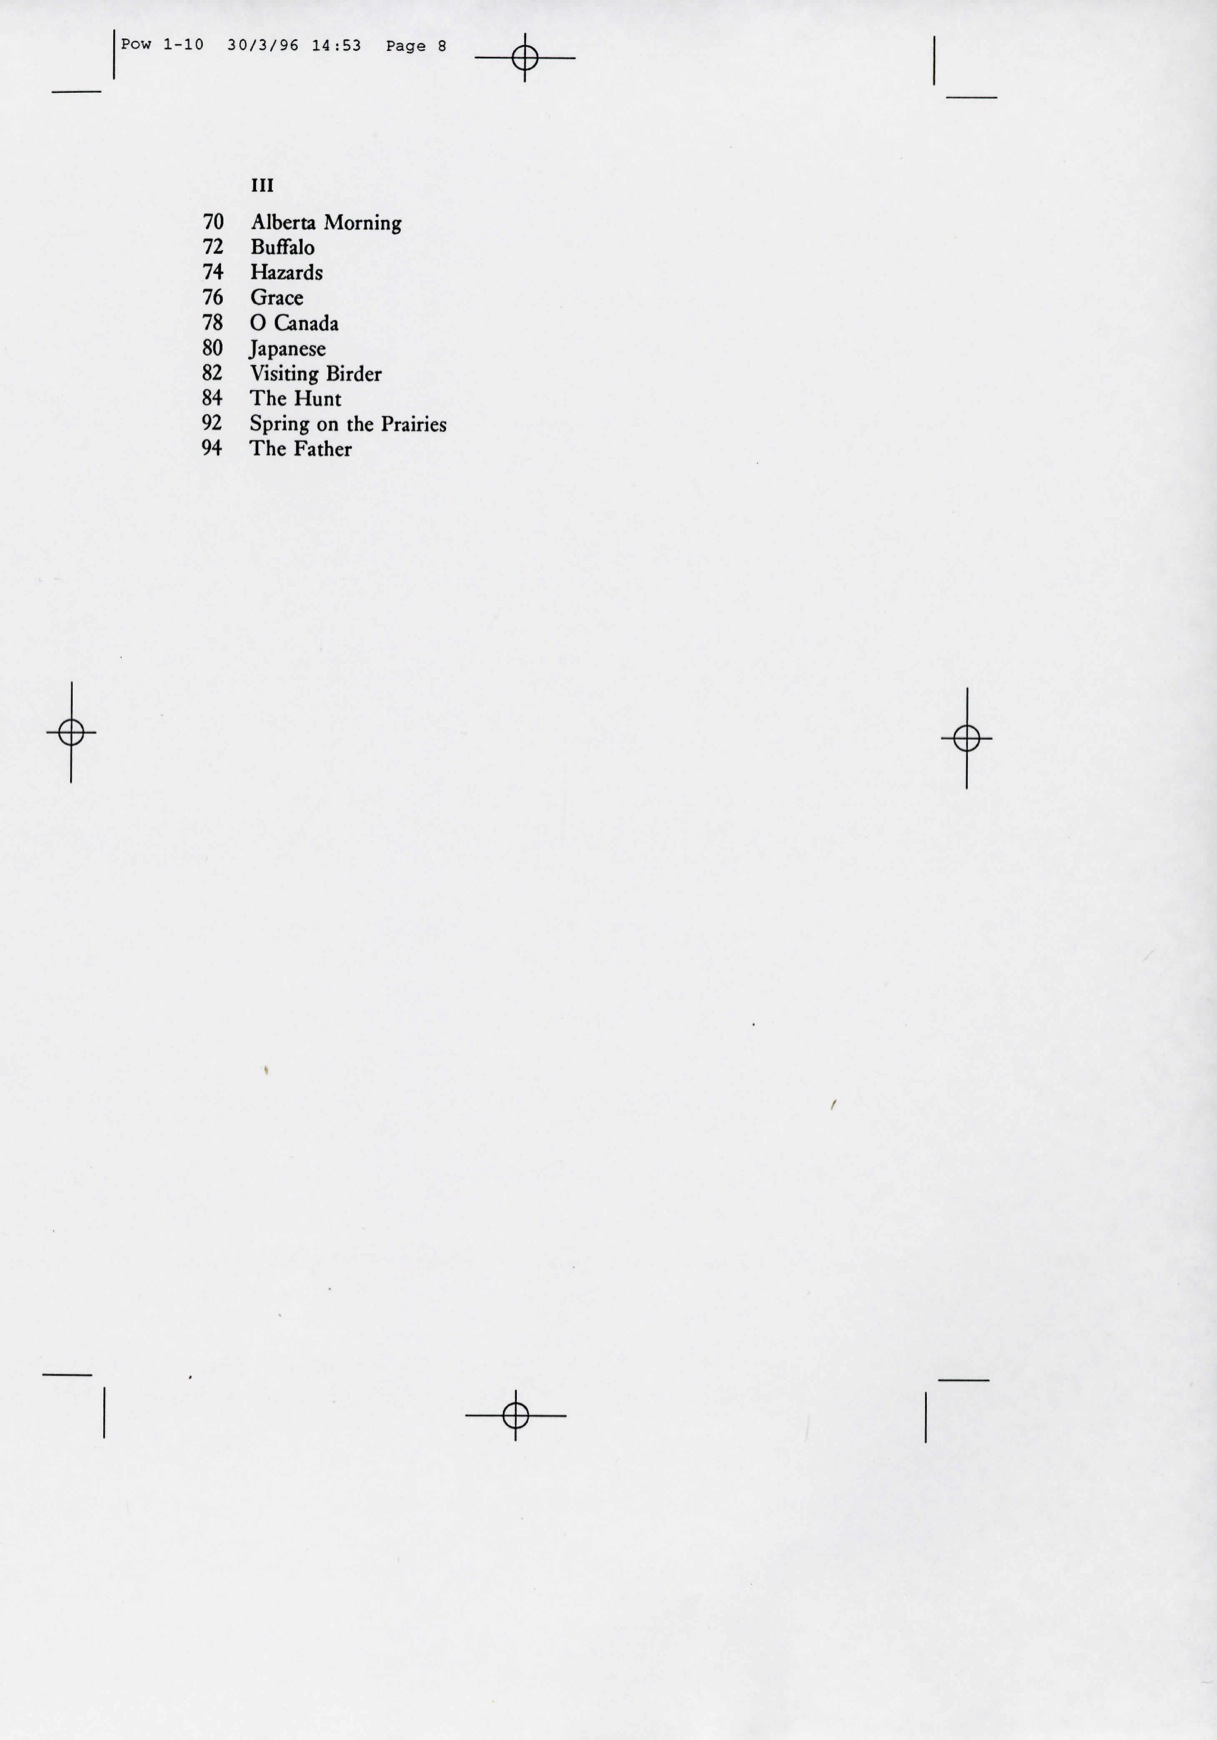 Pow 1-10 30/3/96 14:53 Page 8
III
70 Alberta Morning
72 Buffalo
74 Hazards
76 Grace
78 O Canada
80 Japanese
82 Visiting Birder
84 The Hunt
92 Spring on the Prairies
94 The Father